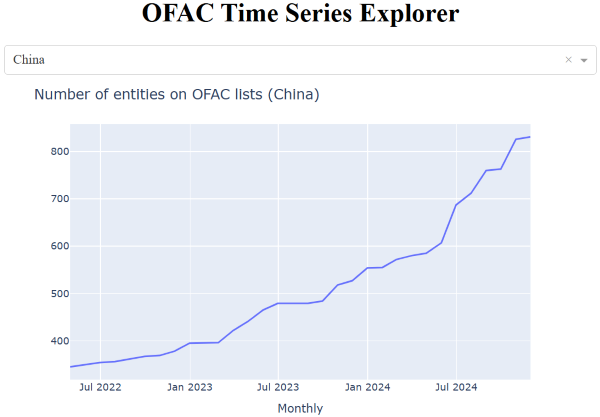 OFAC Time Series Explorer
China
Number of entities on OFAC lists (China)
800
700
600
500
400
Jul 2022 Jan 2023 Jul 2023 Jan 2024 Jul 2024
Monthly